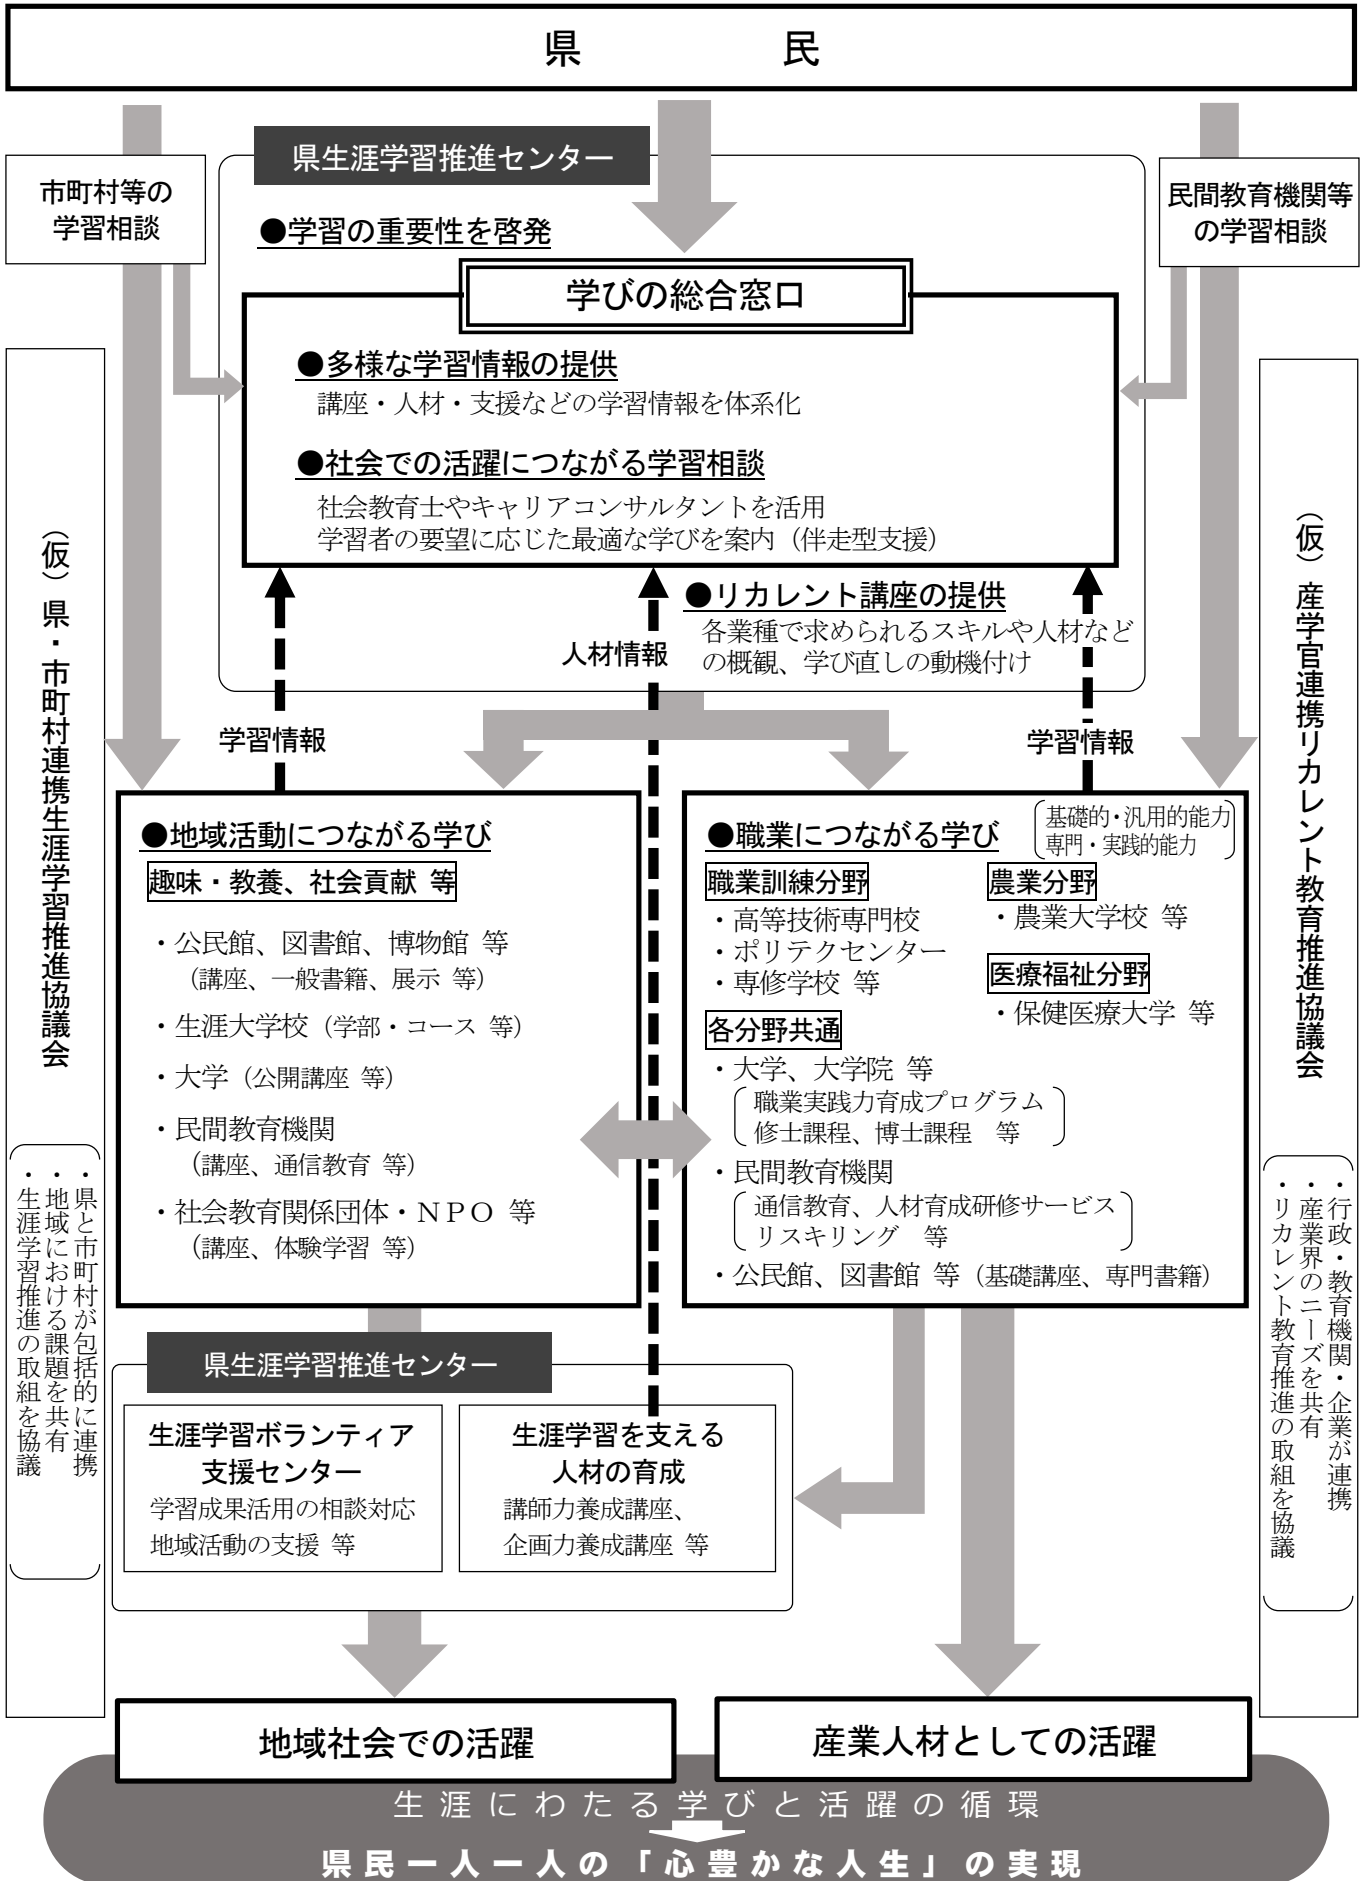 県　民
県生涯学習推進センター
市町村等の
学習相談
民間教育機関等
の学習相談
●学習の重要性を啓発
学びの総合窓口
●多様な学習情報の提供
講座・人材・支援などの学習情報を体系化
●社会での活躍につながる学習相談
社会教育士やキャリアコンサルタントを活用
学習者の要望に応じた最適な学びを案内（伴走型支援）
●リカレント講座の提供
各業種で求められるスキルや人材など
の概観、学び直しの動機付け
人材情報
学習情報
学習情報
（仮）県・市町村連携生涯学習推進協議会
・県と市町村が包括的に連携
・地域における課題を共有
・生涯学習推進の取組を協議
（仮）産学官連携リカレント教育推進協議会
・行政・教育機関・企業が連携
・産業界のニーズを共有
・リカレント教育推進の取組を協議
●地域活動につながる学び
趣味・教養、社会貢献 等
・公民館、図書館、博物館 等
（講座、一般書籍、展示 等）
・生涯大学校（学部・コース 等）
・大学（公開講座 等）
・民間教育機関
（講座、通信教育 等）
・社会教育関係団体・ＮＰＯ 等
（講座、体験学習 等）
●職業につながる学び
基礎的・汎用的能力
専門・実践的能力
職業訓練分野
・高等技術専門校
・ポリテクセンター
・専修学校 等
農業分野
・農業大学校 等
医療福祉分野
・保健医療大学 等
各分野共通
・大学、大学院 等
職業実践力育成プログラム
修士課程、博士課程　等
・民間教育機関
通信教育、人材育成研修サービス
リスキリング　等
・公民館、図書館 等（基礎講座、専門書籍）
県生涯学習推進センター
生涯学習ボランティア
支援センター
学習成果活用の相談対応
地域活動の支援 等
生涯学習を支える
人材の育成
講師力養成講座、
企画力養成講座 等
地域社会での活躍
産業人材としての活躍
生涯にわたる学びと活躍の循環
県民一人一人の「心豊かな人生」の実現